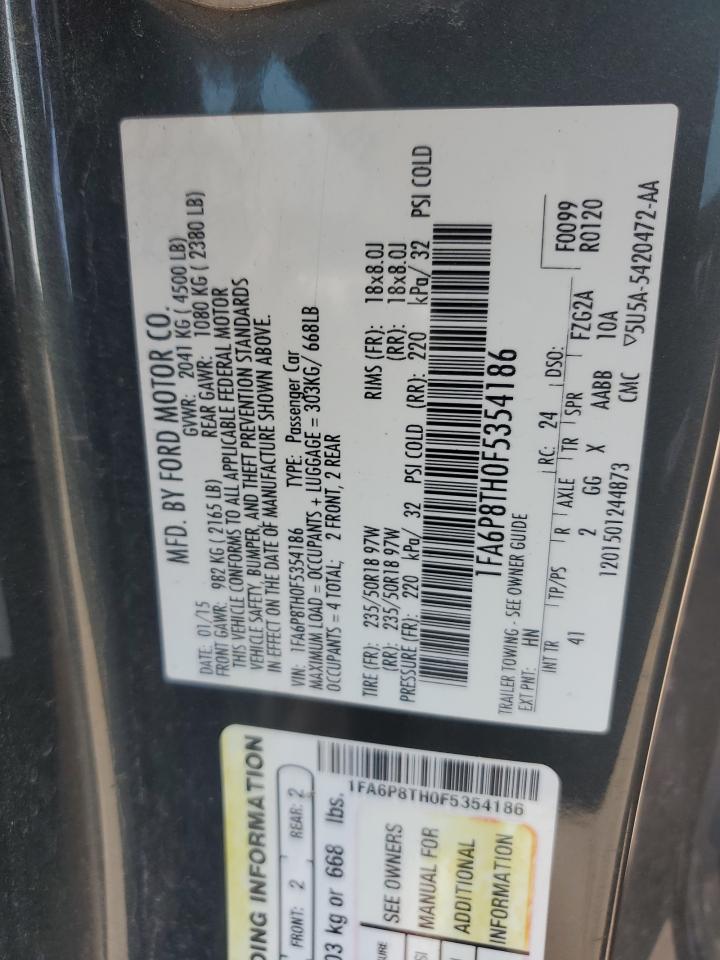 MFD. BY FORD MOTOR CO.
DATE: 01/15 GVWR: 2041 KG ( 4500 LB)
FRONT GAWR: 982 KG ( 2165 LB) REAR GAWR: 1080 KG ( 2380 LB)
THIS VEHICLE CONFORMS TO ALL APPLICABLE FEDERAL MOTOR
VEHICLE SAFETY, BUMPER, AND THEFT PREVENTION STANDARDS
IN EFFECT ON THE DATE OF MANUFACTURE SHOWN ABOVE.
VIN: 1FA6P8TH0F5354186 TYPE: Passenger Car
MAXIMUM LOAD = OCCUPANTS + LUGGAGE = 303KG/ 668LB
OCCUPANTS = 4 TOTAL; 2 FRONT, 2 REAR
TIRE (FR): 235/50R18 97W RIMS (FR): 18x8.0J
(RR): 235/50R18 97W (RR): 18x8.0J
PRESSURE (FR): 220 kPa/ 32 PSI COLD (RR): 220 kPa/ 32 PSI COLD
1FA6P8TH0F5354186
TRAILER TOWING - SEE OWNER GUIDE
EXT PNT: HN RC: 24 DSO: F0099
R0120
INT TR TP/PS R AXLE TR SPR FZG2A
41 2 GG X AABB 10A
1201501244873 CMC ▽5U5A-5420472-AA
DING INFORMATION
FRONT: 2 REAR: 2
03 kg or 668 lbs.
1FA6P8TH0F5354186
SEE OWNERS
MANUAL FOR
ADDITIONAL
INFORMATION